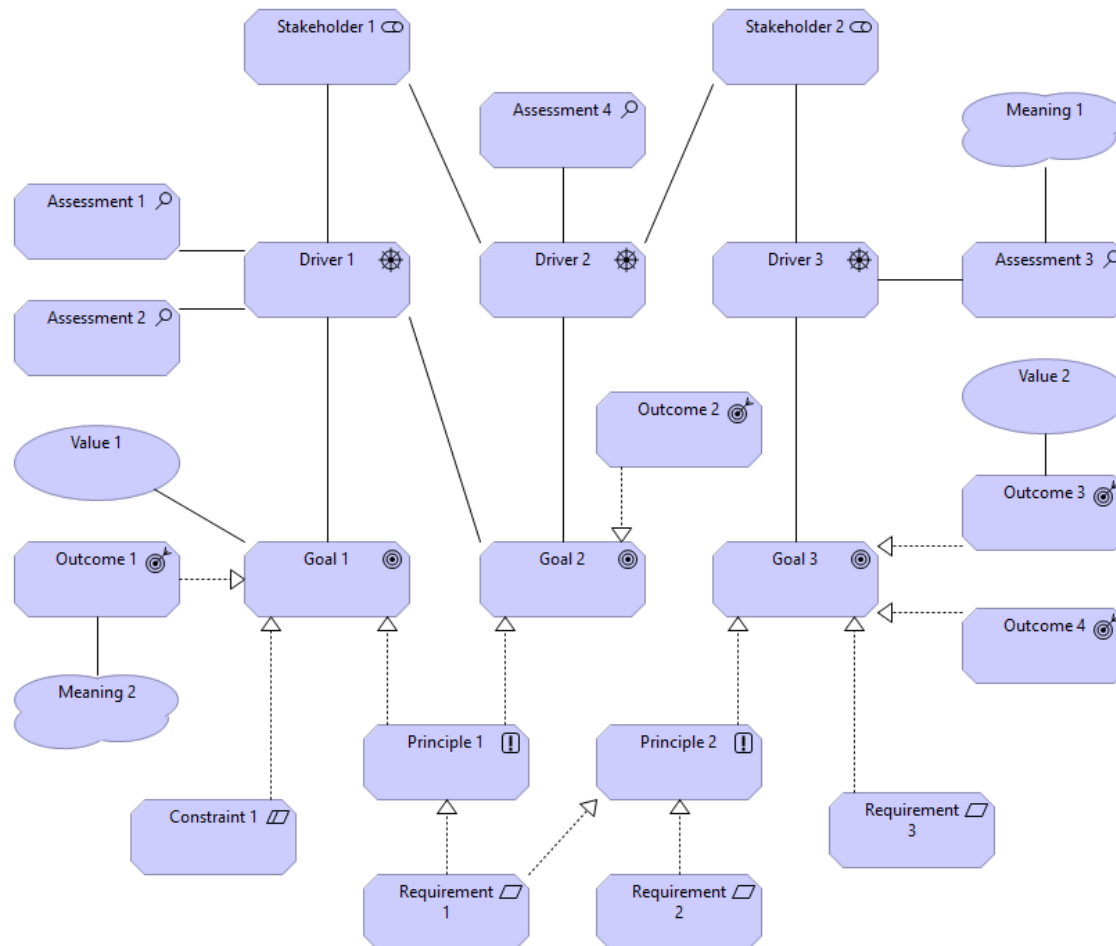 Stakeholder 1
Stakeholder 2
Assessment 4
Meaning 1
Assessment 1
Driver 1
Driver 2
Driver 3
Assessment 3
Assessment 2
Value 2
Outcome 2
Value 1
Outcome 3
Outcome 1
Goal 1
Goal 2
Goal 3
Outcome 4
Meaning 2
Principle 1
Principle 2
Constraint 1
Requirement
3
Requirement
1
Requirement
2